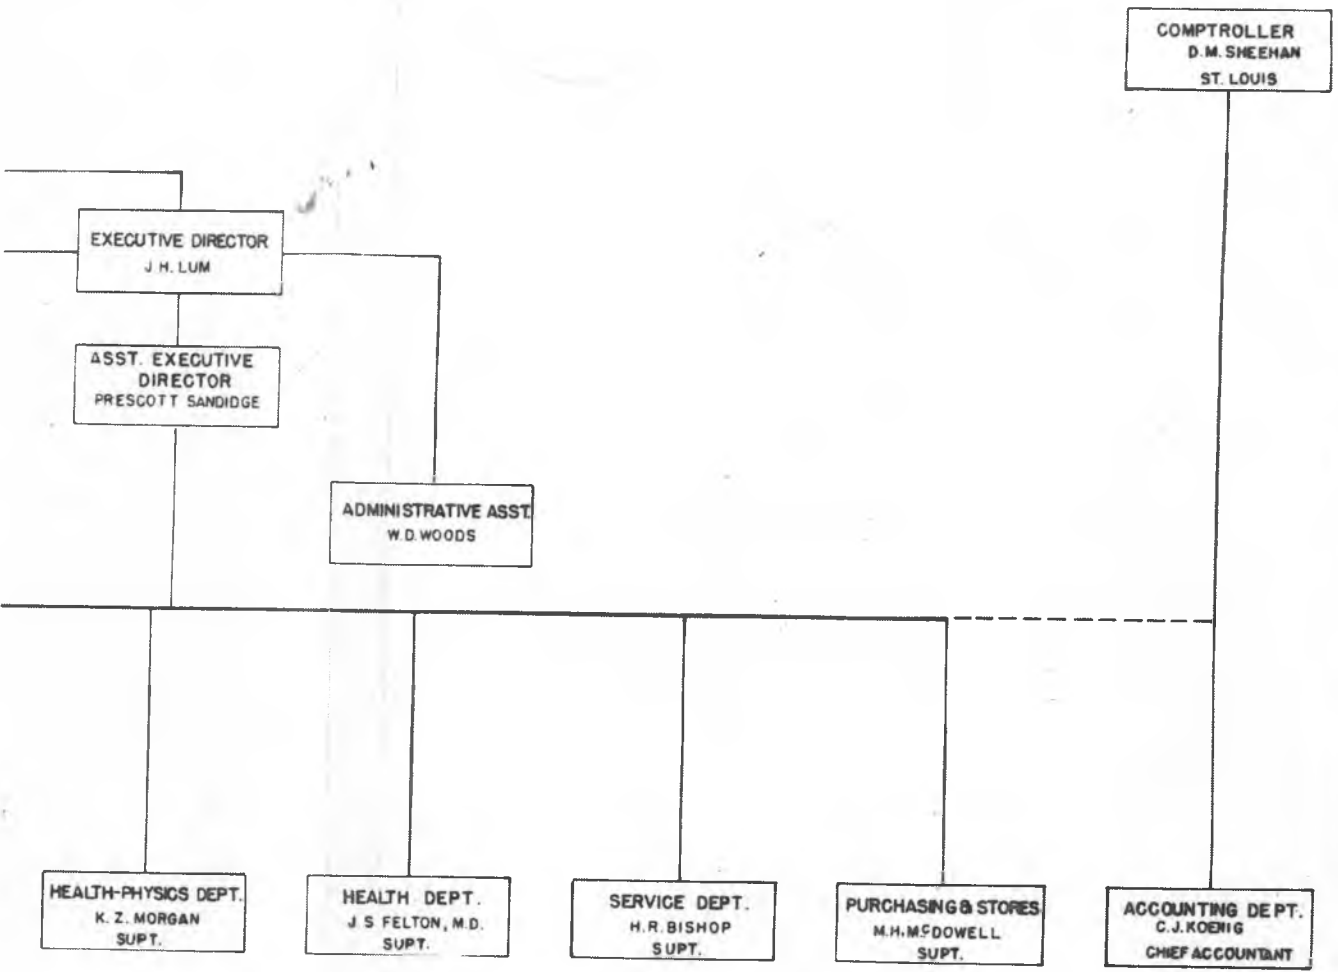 COMPTROLLER
D.M. SHEEHAN
ST. LOUIS
EXECUTIVE DIRECTOR
J. H. LUM
ASST. EXECUTIVE
DIRECTOR
PRESCOTT SANDIDGE
ADMINISTRATIVE ASST.
W.D. WOODS
HEALTH-PHYSICS DEPT.
K. Z. MORGAN
SUPT.
HEALTH DEPT.
J S FELTON, M.D.
SUPT.
SERVICE DEPT.
H.R. BISHOP
SUPT.
PURCHASING & STORES
M.H. McDOWELL
SUPT.
ACCOUNTING DEPT.
C.J. KOENIG
CHIEF ACCOUNTANT